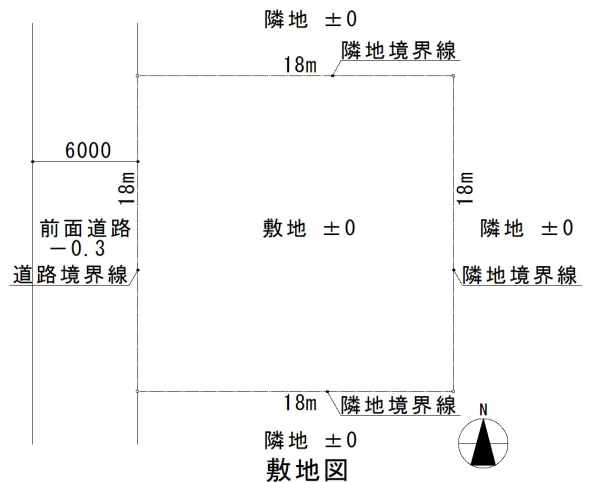 隣地 ±0
隣地境界線
18m
6000
18m
18m
前面道路
−0.3
敷地 ±0
隣地 ±0
道路境界線
隣地境界線
18m
隣地境界線
N
隣地 ±0
敷地図